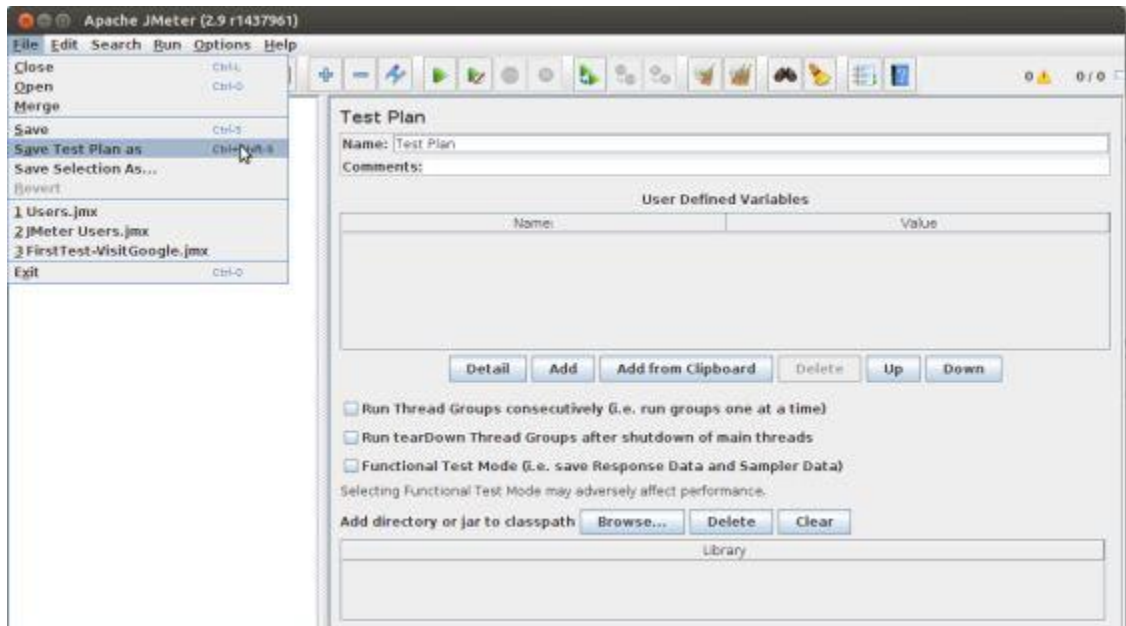 Apache JMeter (2.9 r1437961)
File Edit Search Run Options Help
Close Ctrl-L
Open Ctrl-O
Merge
Save Ctrl-S
Save Test Plan as
Save Selection As...
Revert
1 Users.jmx
2 JMeter Users.jmx
3 FirstTest-VisitGoogle.jmx
Exit
0 0 / 0
Test Plan
Name: Test Plan
Comments:
User Defined Variables
Name: Value
Detail Add Add from Clipboard Delete Up Down
Run Thread Groups consecutively (i.e. run groups one at a time)
Run tearDown Thread Groups after shutdown of main threads
Functional Test Mode (i.e. save Response Data and Sampler Data)
Selecting Functional Test Mode may adversely affect performance.
Add directory or jar to classpath Browse... Delete Clear
Library